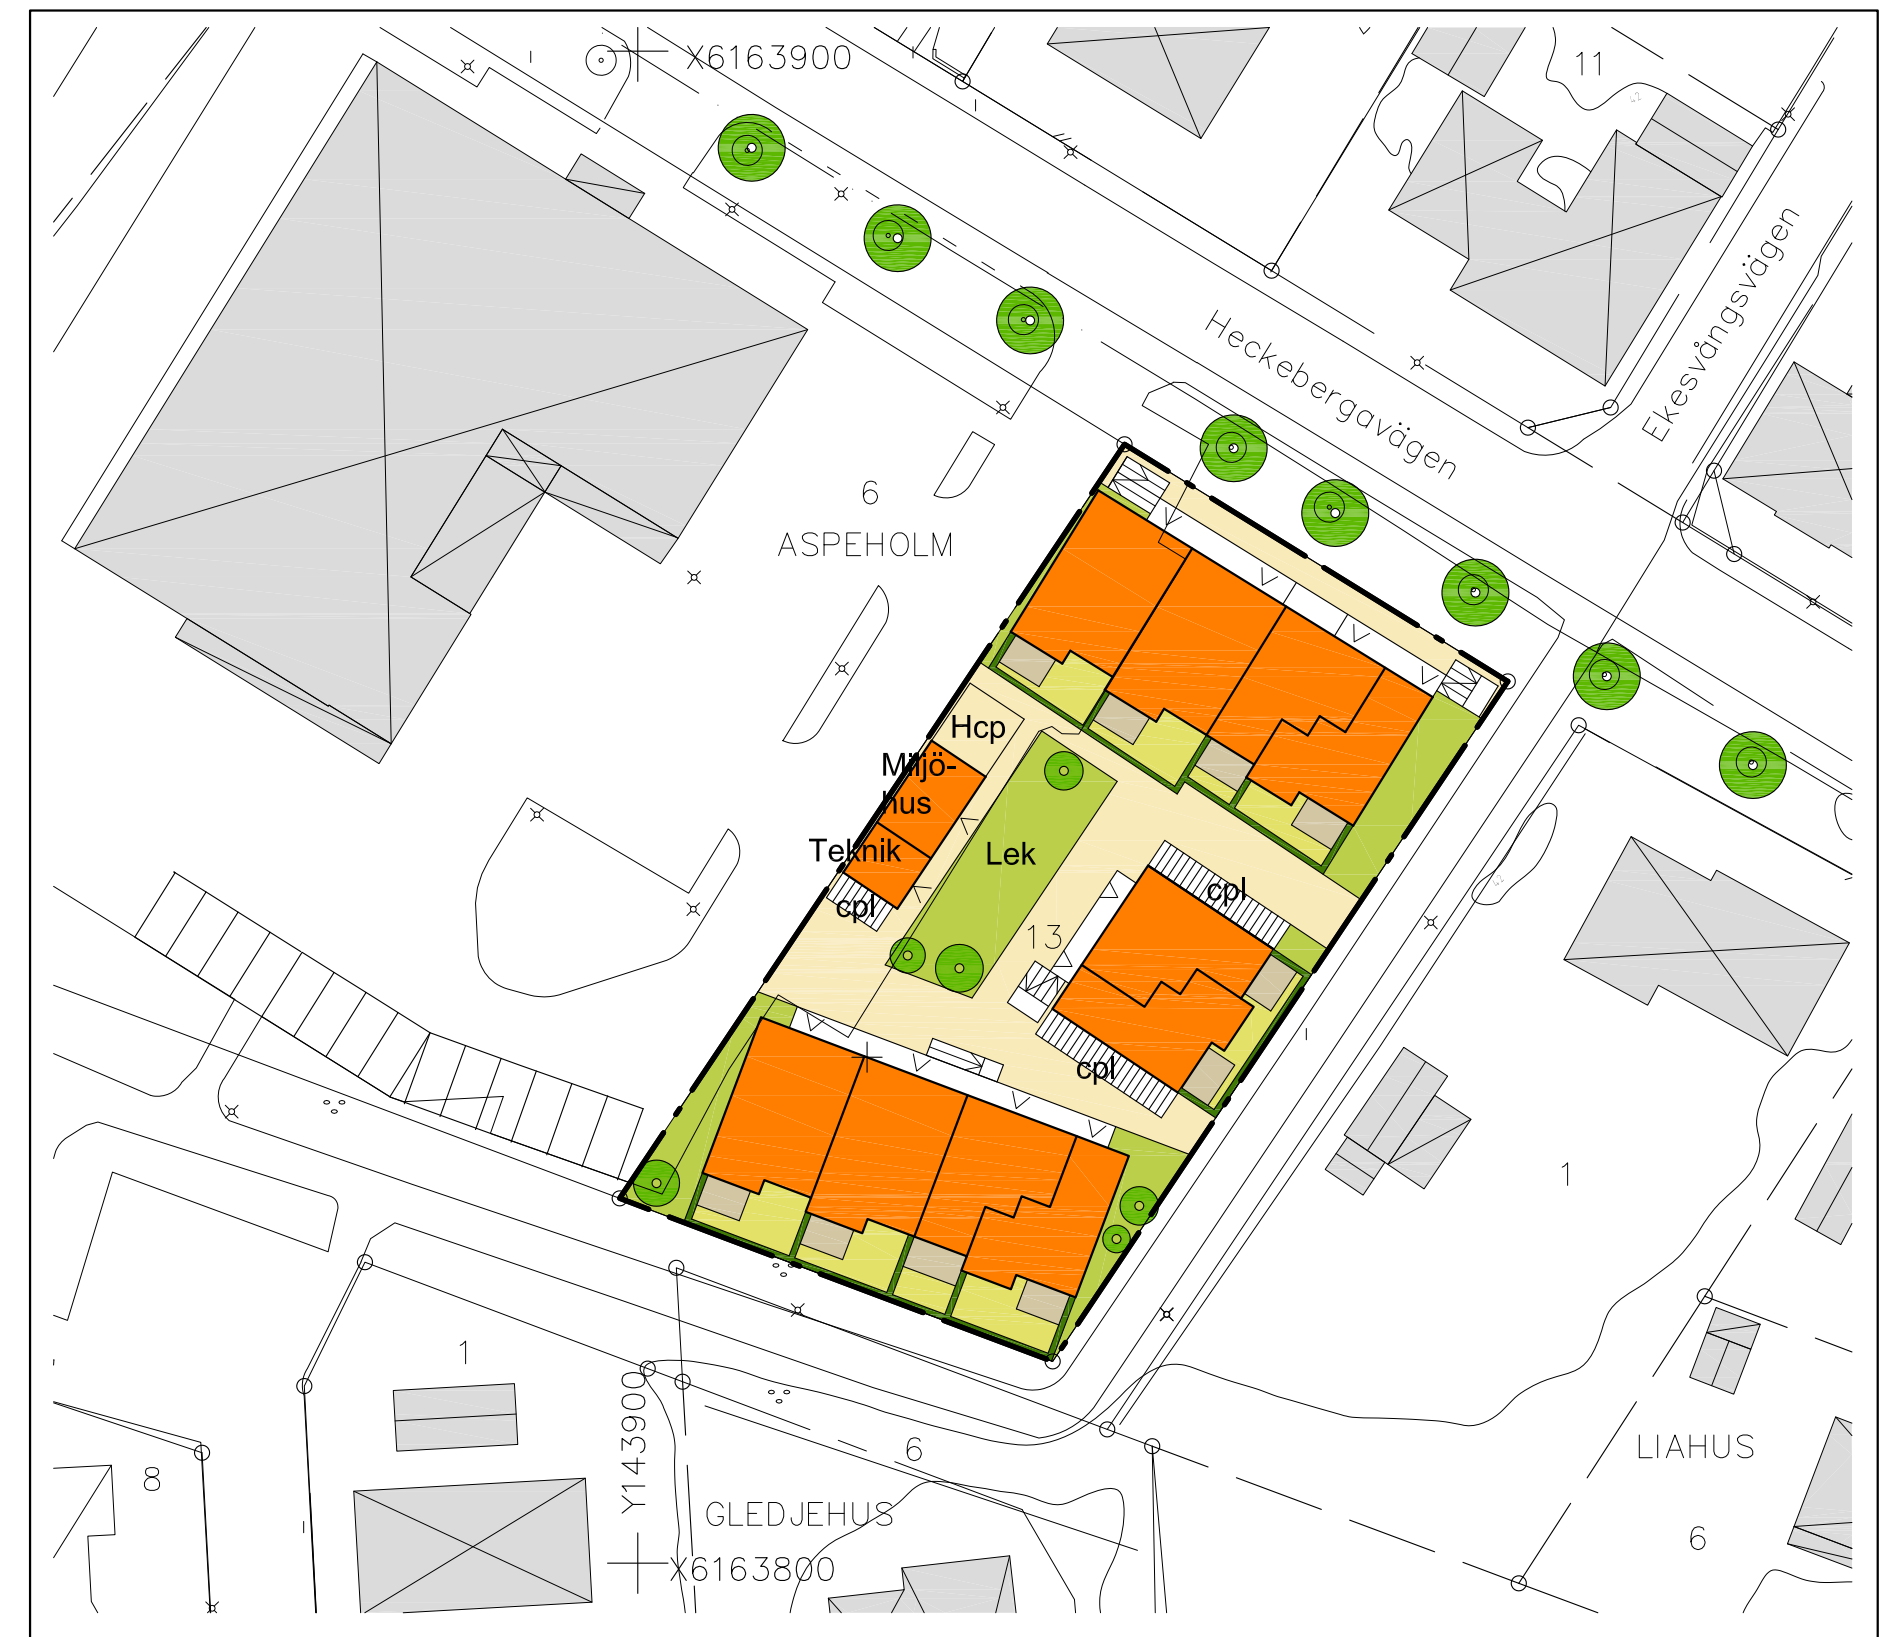 X6163900
11
Heckebergavägen
Ekesvängsvägen
6
ASPEHOLM
Hcp
Miljö-
hus
Teknik
cpl
Lek
cpl
13
cpl
1
1
8
Y143900
6
GLEDJEHUS
X6163800
LIAHUS
6